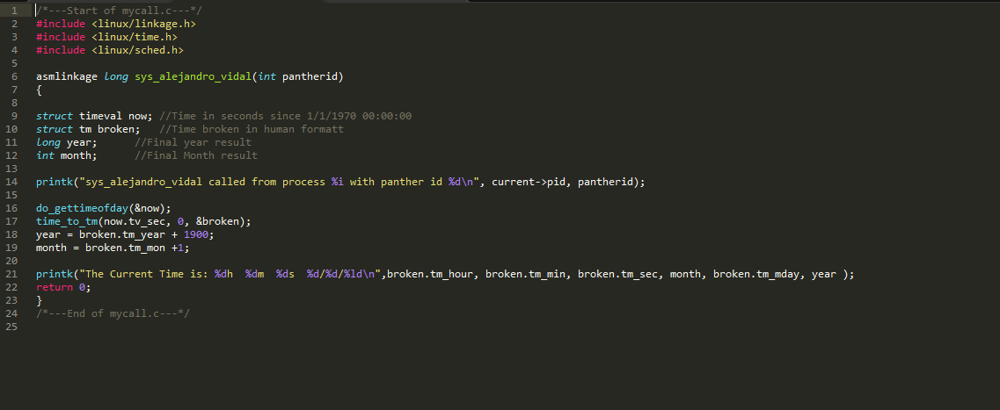 1 /*---Start of mycall.c---*/
2 #include <linux/linkage.h>
3 #include <linux/time.h>
4 #include <linux/sched.h>
5
6 asmlinkage long sys_alejandro_vidal(int pantherid)
7 {
8
9 struct timeval now; //Time in seconds since 1/1/1970 00:00:00
10 struct tm broken;   //Time broken in human formatt
11 long year;      //Final year result
12 int month;      //Final Month result
13
14 printk("sys_alejandro_vidal called from process %i with panther id %d\n", current->pid, pantherid);
15
16 do_gettimeofday(&now);
17 time_to_tm(now.tv_sec, 0, &broken);
18 year = broken.tm_year + 1900;
19 month = broken.tm_mon +1;
20
21 printk("The Current Time is: %dh  %dm  %ds  %d/%d/%ld\n",broken.tm_hour, broken.tm_min, broken.tm_sec, month, broken.tm_mday, year );
22 return 0;
23 }
24 /*---End of mycall.c---*/
25